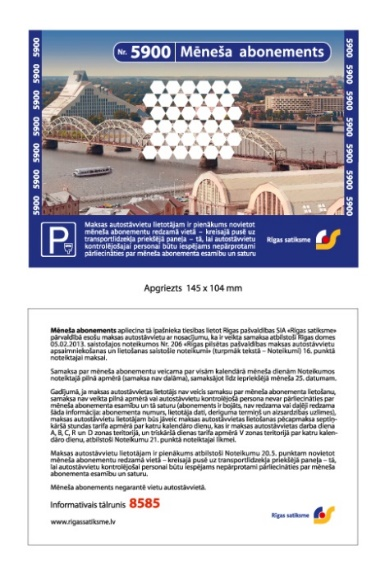 Nr. 5900 Mēneša abonements
5900 5900 5900 5900 5900
5900 5900 5900 5900 5900
P
Maksas autostāvvietu lietotājam ir pienākums novietot
mēneša abonementu redzamā vietā – kreisajā pusē uz
transportlīdzekļa priekšējā paneļa – tā, lai autostāvvietu
kontrolējošajai personai būtu iespējams nepārprotami
pārliecināties par mēneša abonementa esamību un saturu
Rīgas satiksme
Apgriezts 145 x 104 mm
Mēneša abonements apliecina tā īpašnieka tiesības lietot Rīgas pašvaldības SIA «Rīgas satiksme»
pārvaldībā esošu maksas autostāvvietu ar nosacījumu, ka ir veikta samaksa atbilstoši Rīgas domes
05.02.2013. saistošajos noteikumos Nr. 206 «Rīgas pilsētas pašvaldības maksas autostāvvietu
apsaimniekošanas un lietošanas saistošie noteikumi» (turpmāk tekstā – Noteikumi) 16. punktā
noteiktajai maksai.
Samaksa par mēneša abonementu veicama par visām kalendārā mēneša dienām Noteikumos
noteiktajā pilnā apmērā (samaksa nav dalāma), samaksājot līdz iepriekšējā mēneša 25. datumam.
Gadījumā, ja maksas autostāvvietu lietotājs nav veicis samaksu par mēneša abonementa lietošanu,
samaksa nav veikta pilnā apmērā vai autostāvvietu kontrolējošā persona nevar pārliecināties par
mēneša abonementa esamību un tā saturu (abonements ir bojāts, nav redzama vai daļēji redzama
šāda informācija: abonementa numurs, lietotāja dati, derīguma termiņš un aizsardzības uzlīmes),
maksas autostāvvietu lietotājam būs jāveic maksas autostāvvietas lietošanas pēcapmaksa septiņ-
kāršā stundas tarifa apmērā par katru kalendāro dienu, kas ir maksas autostāvvietas darba diena
A, B, C, R un D zonas teritorijā, un trīskāršā dienas tarifa apmērā V zonas teritorijā par katru kalen-
dāro dienu, atbilstoši Noteikumu 21. punktā noteiktajai likmei.
Maksas autostāvvietu lietotājam ir pienākums atbilstoši Noteikumu 20.5. punktam novietot
mēneša abonementu redzamā vietā – kreisajā pusē uz transportlīdzekļa priekšējā paneļa – tā,
lai autostāvvietu kontrolējošai personai būtu iespējams nepārprotami pārliecināties par mēneša
abonementa esamību un saturu.
Mēneša abonements negarantē vietu autostāvvietā.
Informatīvais tālrunis 8585
www.rigassatiksme.lv
Rīgas satiksme